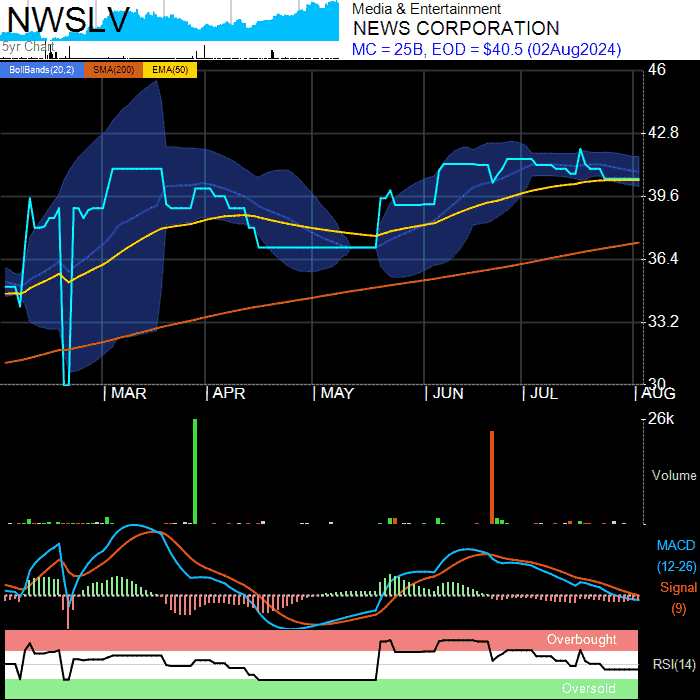 NWSLV
5yr Chart
Media & Entertainment
NEWS CORPORATION
MC = 25B, EOD = $40.5 (02Aug2024)
BollBands(20,2) SMA(200) EMA(50)
46
42.8
39.6
36.4
33.2
30
MAR APR MAY JUN JUL AUG
26k
Volume
MACD
(12-26)
Signal
(9)
Overbought
RSI(14)
Oversold